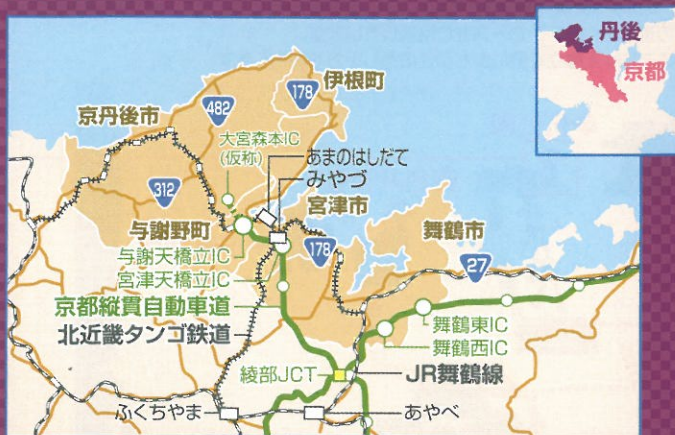 丹後
京都
伊根町
178
482
京丹後市
大宮森本IC
(仮称)
あまのはしだて
みやづ
312
宮津市
与謝野町
178
舞鶴市
27
与謝天橋立IC
宮津天橋立IC
京都縦貫自動車道
北近畿タンゴ鉄道
舞鶴東IC
舞鶴西IC
綾部JCT
JR舞鶴線
ふくちやま
あやべ